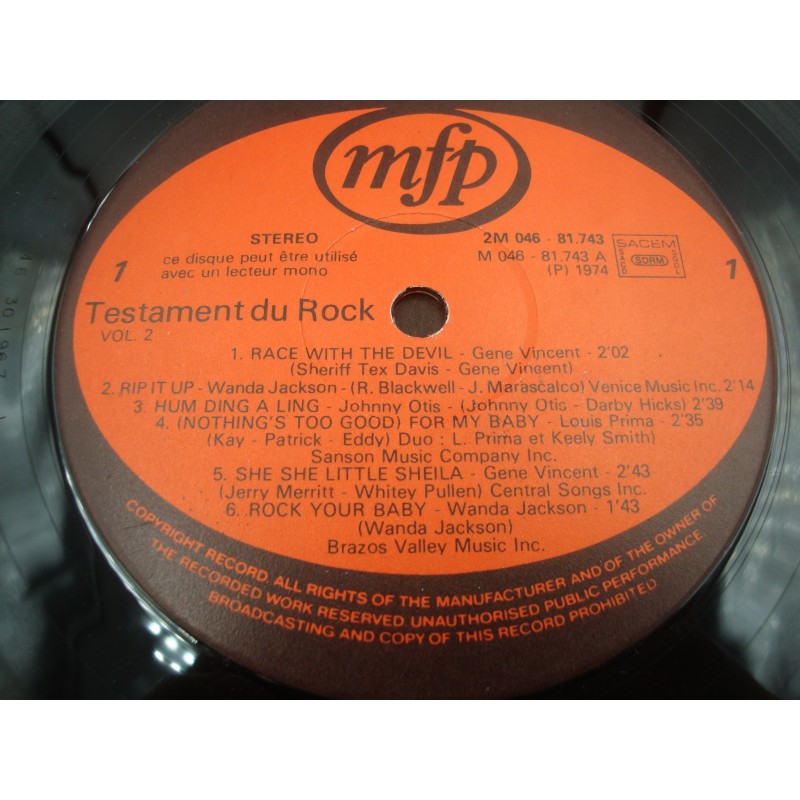 mfp
STEREO
ce disque peut être utilisé
avec un lecteur mono
2M 046 - 81.743
M 046 - 81.743 A
(P) 1974
SACEM
SDRM
1
1
Testament du Rock
VOL. 2
1. RACE WITH THE DEVIL - Gene Vincent - 2'02
(Sheriff Tex Davis - Gene Vincent)
2. RIP IT UP - Wanda Jackson - (R. Blackwell - J. Marascalco) Venice Music Inc. 2'14
3. HUM DING A LING - Johnny Otis - (Johnny Otis - Darby Hicks) 2'39
4. (NOTHING'S TOO GOOD) FOR MY BABY - Louis Prima - 2'35
(Kay - Patrick - Eddy) Duo : L. Prima et Keely Smith)
Sanson Music Company Inc.
5. SHE SHE LITTLE SHEILA - Gene Vincent - 2'43
(Jerry Merritt - Whitey Pullen) Central Songs Inc.
6. ROCK YOUR BABY - Wanda Jackson - 1'43
(Wanda Jackson)
Brazos Valley Music Inc.
COPYRIGHT RECORD. ALL RIGHTS OF THE MANUFACTURER AND OF THE OWNER OF
THE RECORDED WORK RESERVED. UNAUTHORISED PUBLIC PERFORMANCE
BROADCASTING AND COPY OF THIS RECORD PROHIBITED